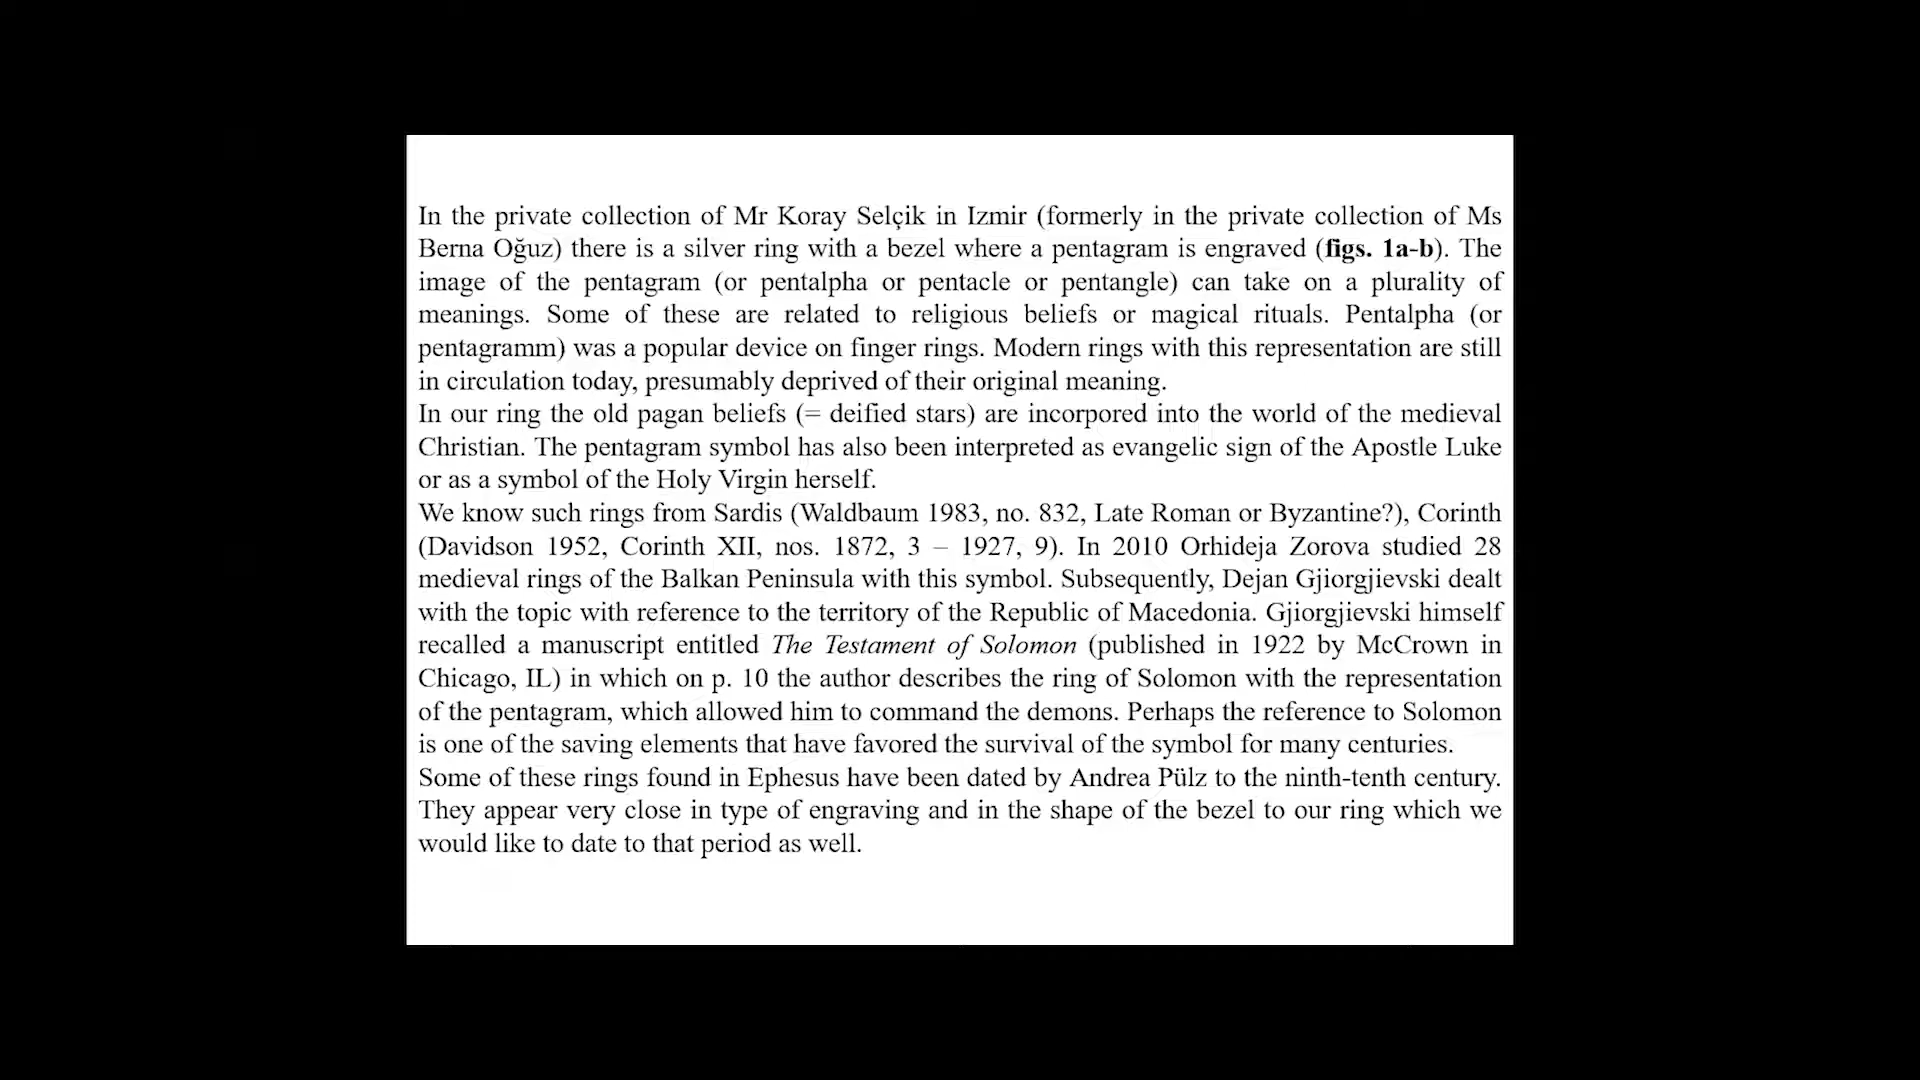 In the private collection of Mr Koray Selçik in Izmir (formerly in the private collection of Ms
Berna Oğuz) there is a silver ring with a bezel where a pentagram is engraved (figs. 1a-b). The
image of the pentagram (or pentalpha or pentacle or pentangle) can take on a plurality of
meanings. Some of these are related to religious beliefs or magical rituals. Pentalpha (or
pentagramm) was a popular device on finger rings. Modern rings with this representation are still
in circulation today, presumably deprived of their original meaning.
In our ring the old pagan beliefs (= deified stars) are incorpored into the world of the medieval
Christian. The pentagram symbol has also been interpreted as evangelic sign of the Apostle Luke
or as a symbol of the Holy Virgin herself.
We know such rings from Sardis (Waldbaum 1983, no. 832, Late Roman or Byzantine?), Corinth
(Davidson 1952, Corinth XII, nos. 1872, 3 – 1927, 9). In 2010 Orhideja Zorova studied 28
medieval rings of the Balkan Peninsula with this symbol. Subsequently, Dejan Gjiorgjievski dealt
with the topic with reference to the territory of the Republic of Macedonia. Gjiorgjievski himself
recalled a manuscript entitled The Testament of Solomon (published in 1922 by McCrown in
Chicago, IL) in which on p. 10 the author describes the ring of Solomon with the representation
of the pentagram, which allowed him to command the demons. Perhaps the reference to Solomon
is one of the saving elements that have favored the survival of the symbol for many centuries.
Some of these rings found in Ephesus have been dated by Andrea Pülz to the ninth-tenth century.
They appear very close in type of engraving and in the shape of the bezel to our ring which we
would like to date to that period as well.